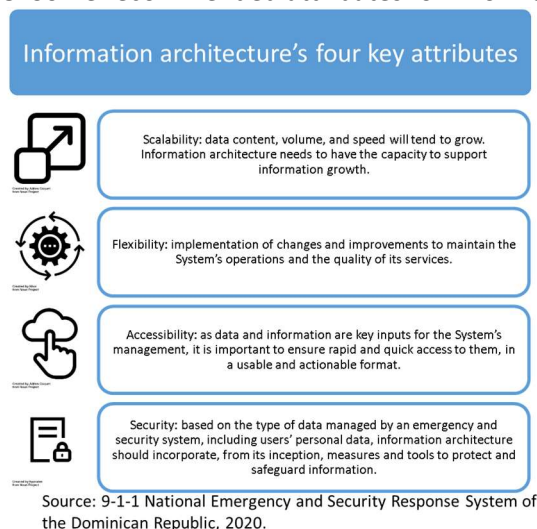 Information architecture's four key attributes
Scalability: data content, volume, and speed will tend to grow.
Information architecture needs to have the capacity to support
information growth.
Flexibility: implementation of changes and improvements to maintain the
System's operations and the quality of its services.
Accessibility: as data and information are key inputs for the System's
management, it is important to ensure rapid and quick access to them, in
a usable and actionable format.
Security: based on the type of data managed by an emergency and
security system, including users' personal data, information architecture
should incorporate, from its inception, measures and tools to protect and
safeguard information.
Source: 9-1-1 National Emergency and Security Response System of
the Dominican Republic, 2020.